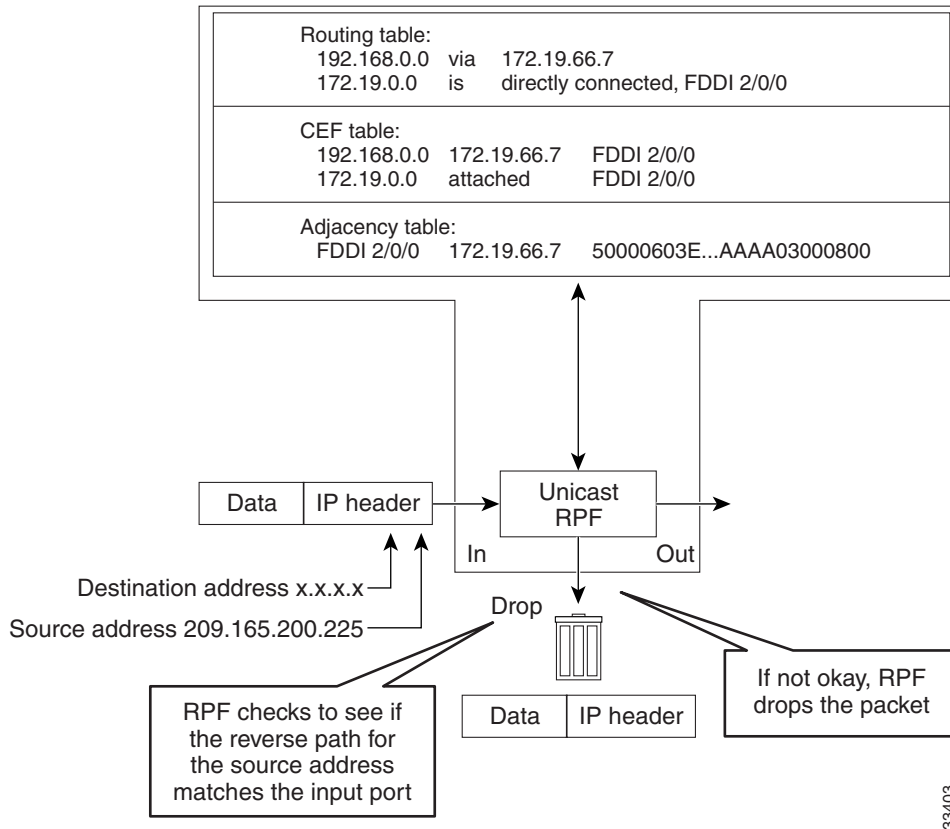 Routing table:
192.168.0.0 via 172.19.66.7
172.19.0.0 is directly connected, FDDI 2/0/0
CEF table:
192.168.0.0 172.19.66.7 FDDI 2/0/0
172.19.0.0 attached FDDI 2/0/0
Adjacency table:
FDDI 2/0/0 172.19.66.7 50000603E...AAAA03000800
Data IP header
Unicast
RPF
In Out
Destination address x.x.x.x
Source address 209.165.200.225
Drop
RPF checks to see if
the reverse path for
the source address
matches the input port
Data IP header
If not okay, RPF
drops the packet
33403